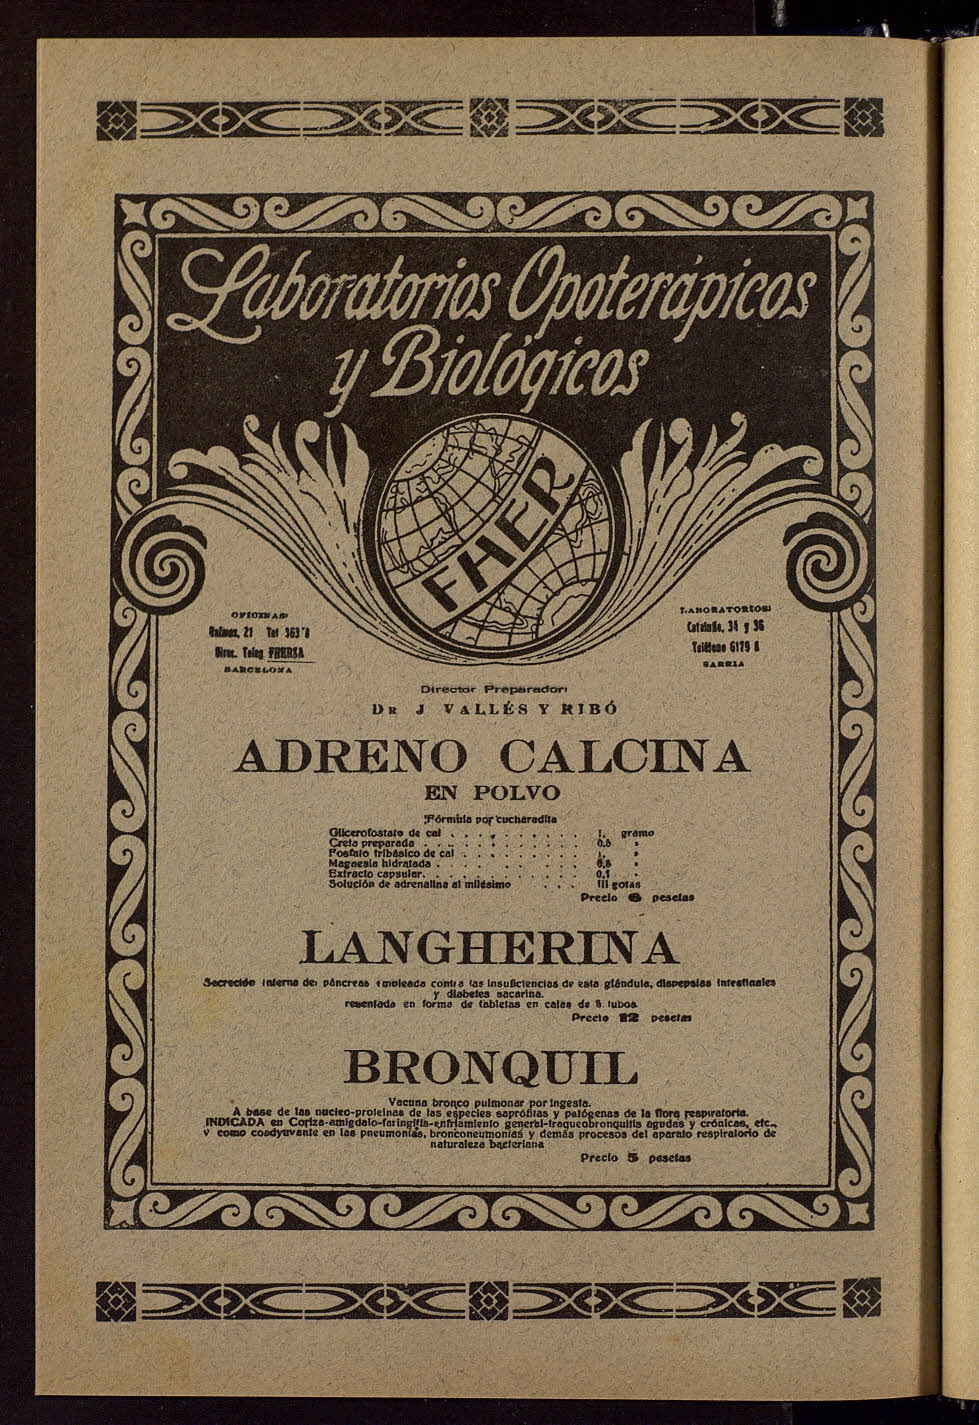 Laboratorios Opoterápicos
y Biológicos
FAER
OFICINAS:
21 Tel
Direc. Teleg FAERSA
BARCELONA
LABORATORIOS:
Cataluña, 34 y 36
Teléfono 6179
SARRIA
Director Preparador:
DR J VALLÉS Y RIBÓ
ADRENO CALCINA
EN POLVO
Fórmula por cucharadita
Glicerofosfato de cal . . . . . . . . . . 1. gramo
Creta preparada . . . . . . . . . . . 0,5 »
Fosfato tribásico de cal . . . . . . . . . 1. »
Magnesia hidratada . . . . . . . . . . 0,5 »
Extracto capsular. . . . . . . . . . . 0,1 »
Solución de adrenalina al milésimo . . . III gotas
Precio 6 pesetas
LANGHERINA
Secreción interna del páncreas empleada contra las insuficiencias de esta glándula, dispepsias intestinales
y diabetes sacarina.
resentada en forma de tabletas en cajas de tubos
Precio 12 pesetas
BRONQUIL
Vacuna bronco pulmonar por ingesta.
A base de las nucleo-proteinas de las especies saprófitas y patógenas de la flora respiratoria.
INDICADA en Coriza-amigdalo-faringitis-enfriamiento general-traqueobronquitis agudas y crónicas, etc.,
y como coadyuvante en las pneumonías, bronconeumonías y demás procesos del aparato respiratorio de
naturaleza bacteriana
Precio 5 pesetas